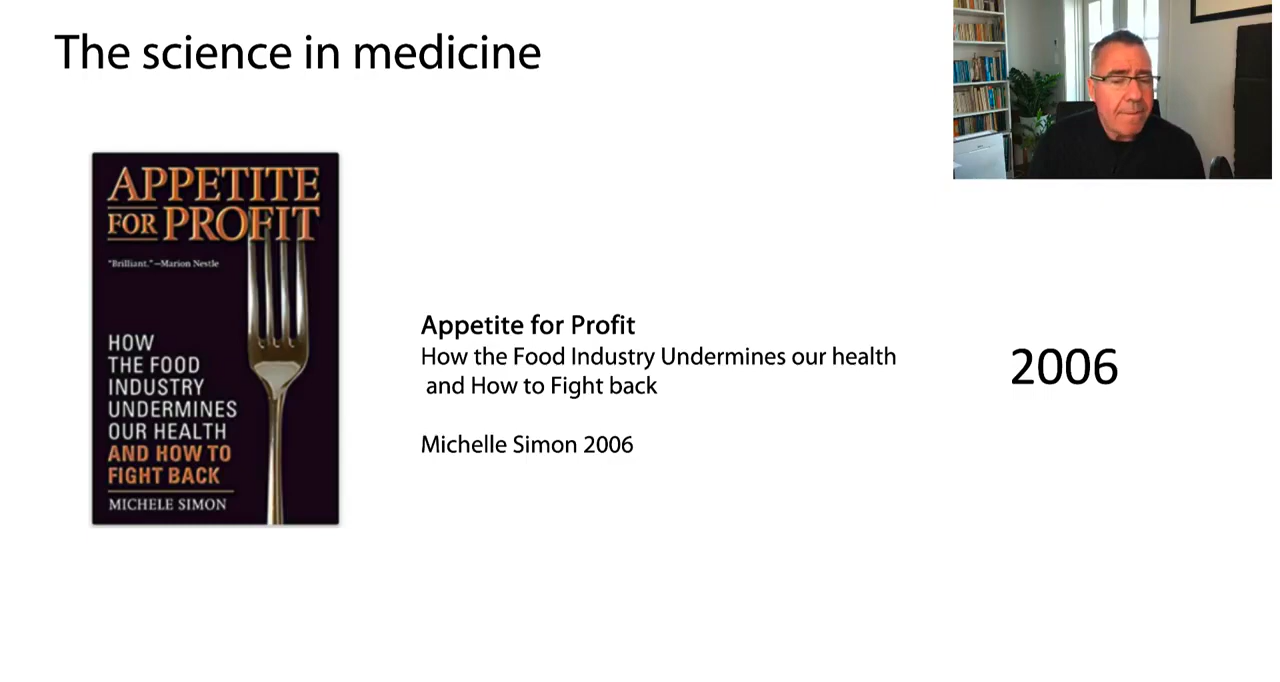 The science in medicine
APPETITE
FOR PROFIT
"Brilliant."—Marion Nestle
HOW
THE FOOD
INDUSTRY
UNDERMINES
OUR HEALTH
AND HOW TO
FIGHT BACK
MICHELE SIMON
Appetite for Profit
How the Food Industry Undermines our health
and How to Fight back
Michelle Simon 2006
2006